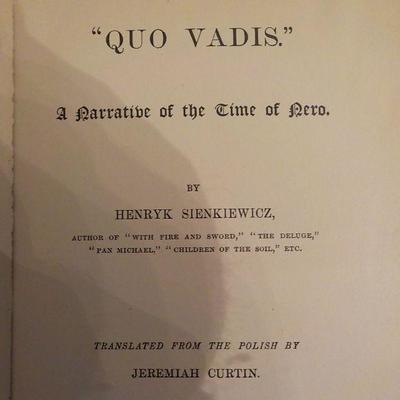 “QUO VADIS.”
A Narrative of the Time of Nero.
BY
HENRYK SIENKIEWICZ,
AUTHOR OF “WITH FIRE AND SWORD,” “THE DELUGE,”
“PAN MICHAEL,” “CHILDREN OF THE SOIL,” ETC.
TRANSLATED FROM THE POLISH BY
JEREMIAH CURTIN.